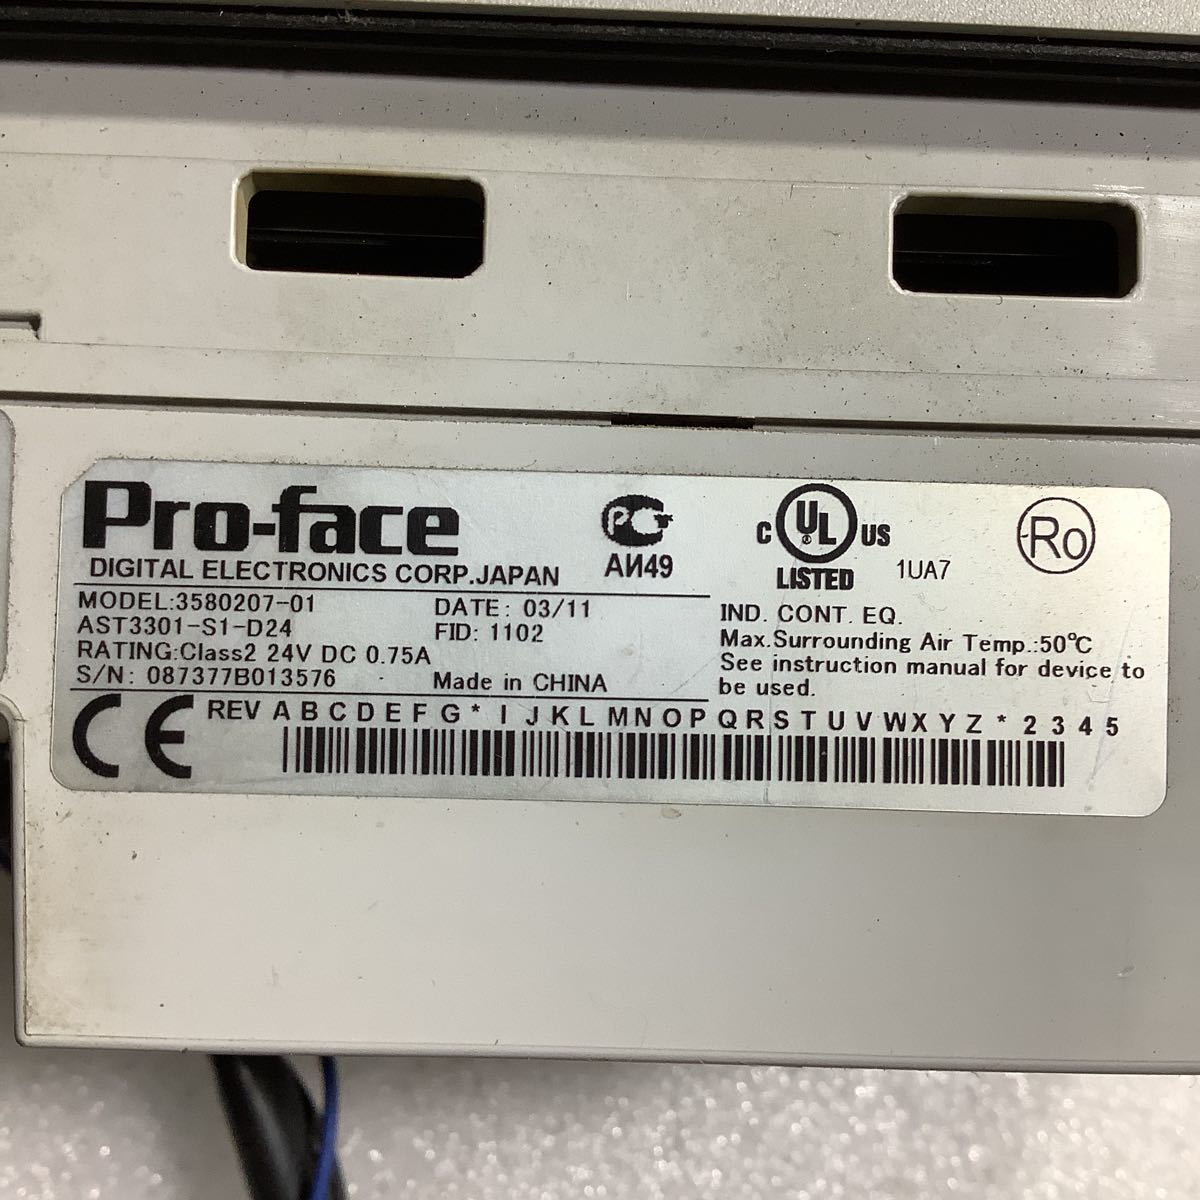 Pro-face
DIGITAL ELECTRONICS CORP.JAPAN
MODEL:3580207-01
AST3301-S1-D24
RATING:Class2 24V DC 0.75A
S/N: 087377B013576
DATE: 03/11
FID: 1102
Made in CHINA
РСТ
АИ49
C UL US
®
LISTED
1UA7
Ro
IND. CONT. EQ.
Max.Surrounding Air Temp.:50℃
See instruction manual for device to
be used.
CE
REV A B C D E F G * I J K L M N O P Q R S T U V W X Y Z * 2 3 4 5